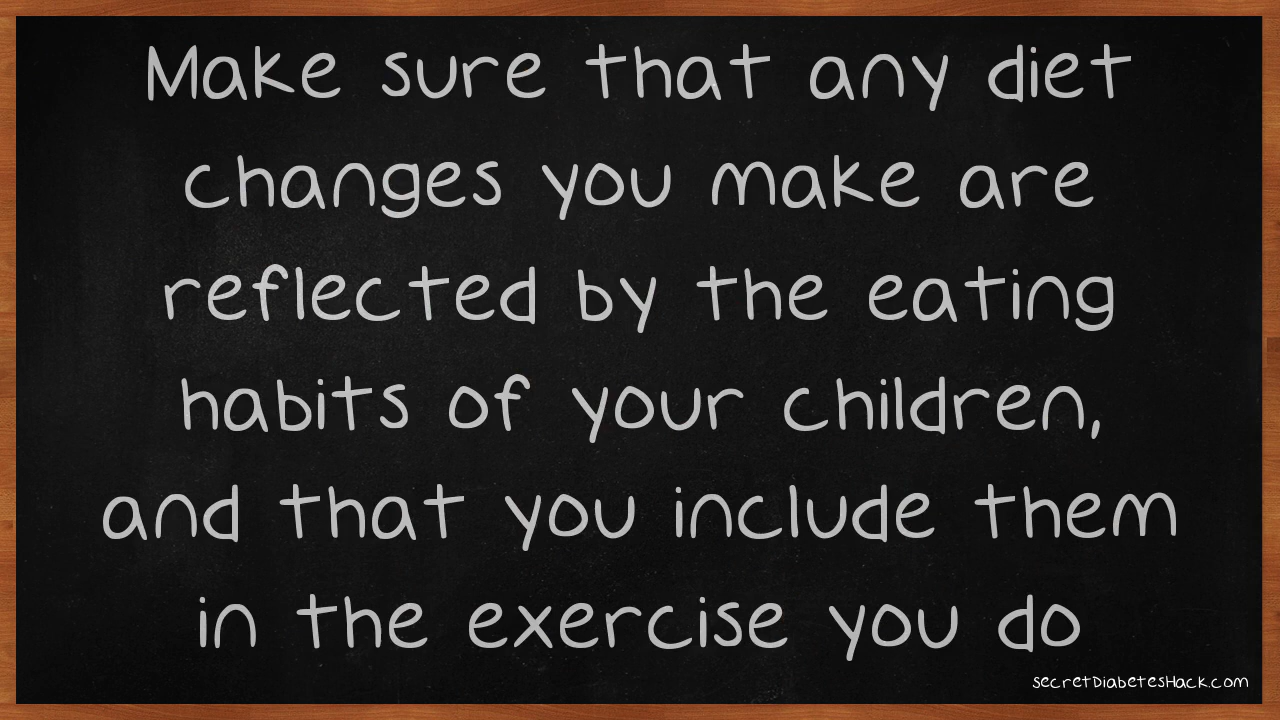 Make sure that any diet
changes you make are
reflected by the eating
habits of your children,
and that you include them
in the exercise you do
secretDiabetesHack.com